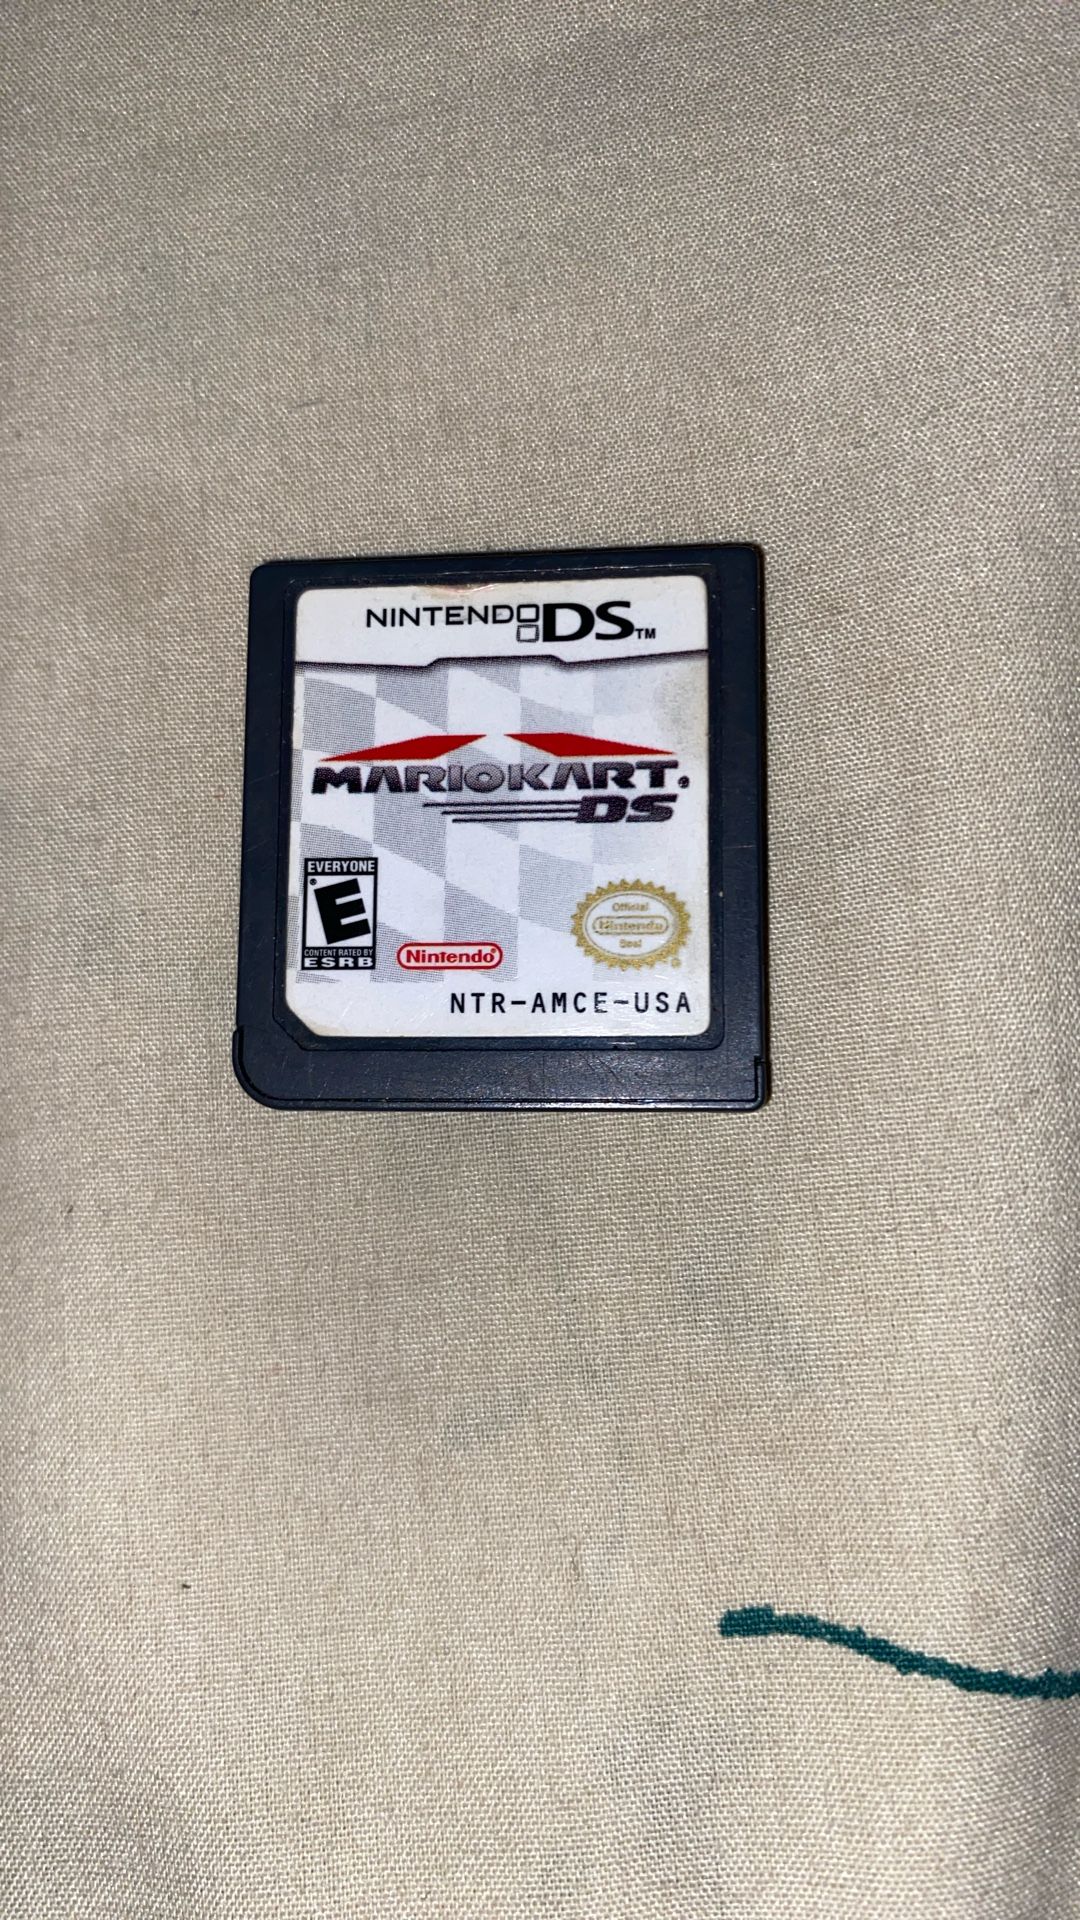 NINTENDO DS™
MARIOKART®
DS
EVERYONE
E®
CONTENT RATED BY
ESRB
Nintendo®
Official
Nintendo
Seal
NTR-AMCE-USA